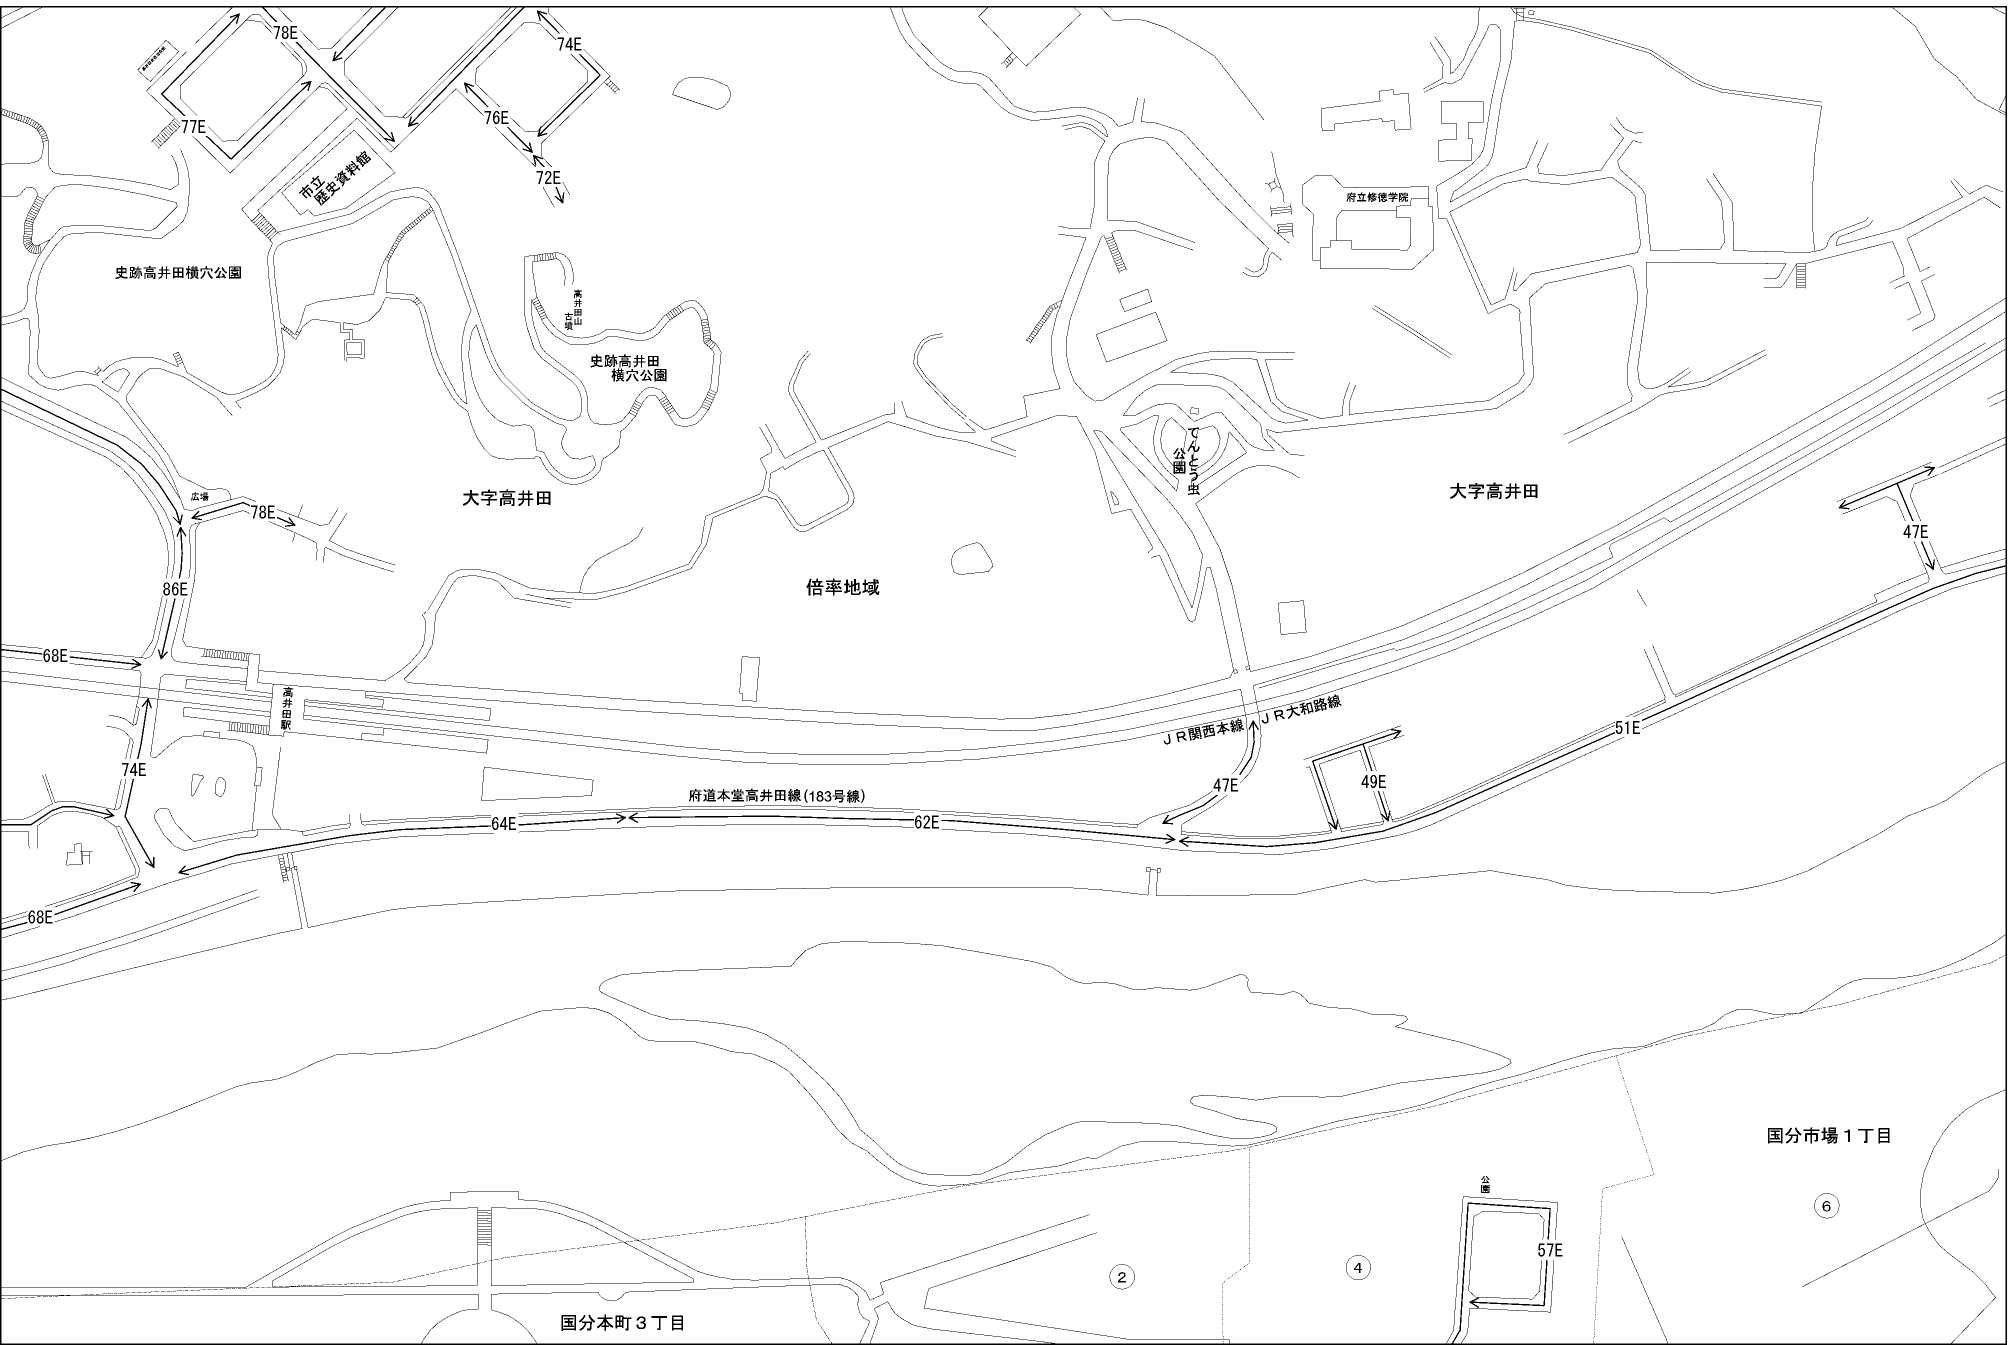 78E
74E
77E
76E
72E
市立
歴史資料館
府立修徳学院
史跡高井田横穴公園
高井田山
古墳
史跡高井田
横穴公園
てんとう虫
公園
大字高井田
大字高井田
広場
78E
47E
86E
倍率地域
68E
高井田駅
JR関西本線
JR大和路線
51E
74E
47E
49E
府道本堂高井田線(183号線)
64E
62E
68E
国分市場1丁目
公園
6
57E
4
2
国分本町3丁目